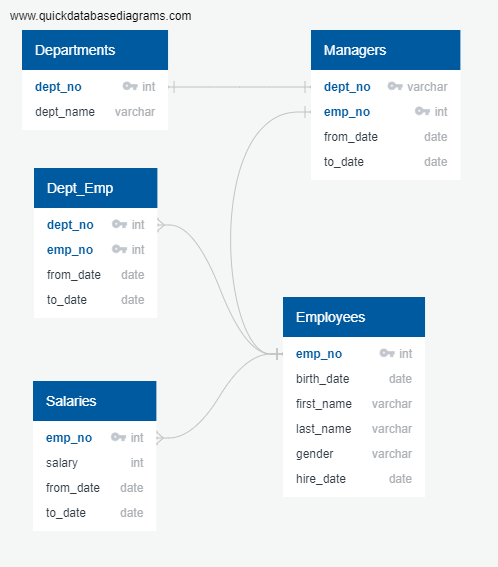 www.quickdatabasediagrams.com
Departments
dept_no int
dept_name varchar
Managers
dept_no varchar
emp_no int
from_date date
to_date date
Dept_Emp
dept_no int
emp_no int
from_date date
to_date date
Employees
emp_no int
birth_date date
first_name varchar
last_name varchar
gender varchar
hire_date date
Salaries
emp_no int
salary int
from_date date
to_date date